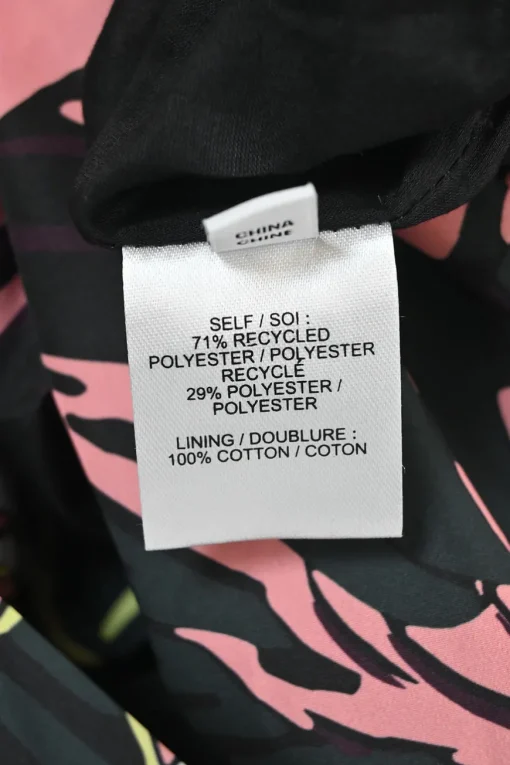 CHINA
CHINE
SELF / SOI :
71% RECYCLED
POLYESTER / POLYESTER
RECYCLÉ
29% POLYESTER /
POLYESTER
LINING / DOUBLURE :
100% COTTON / COTON